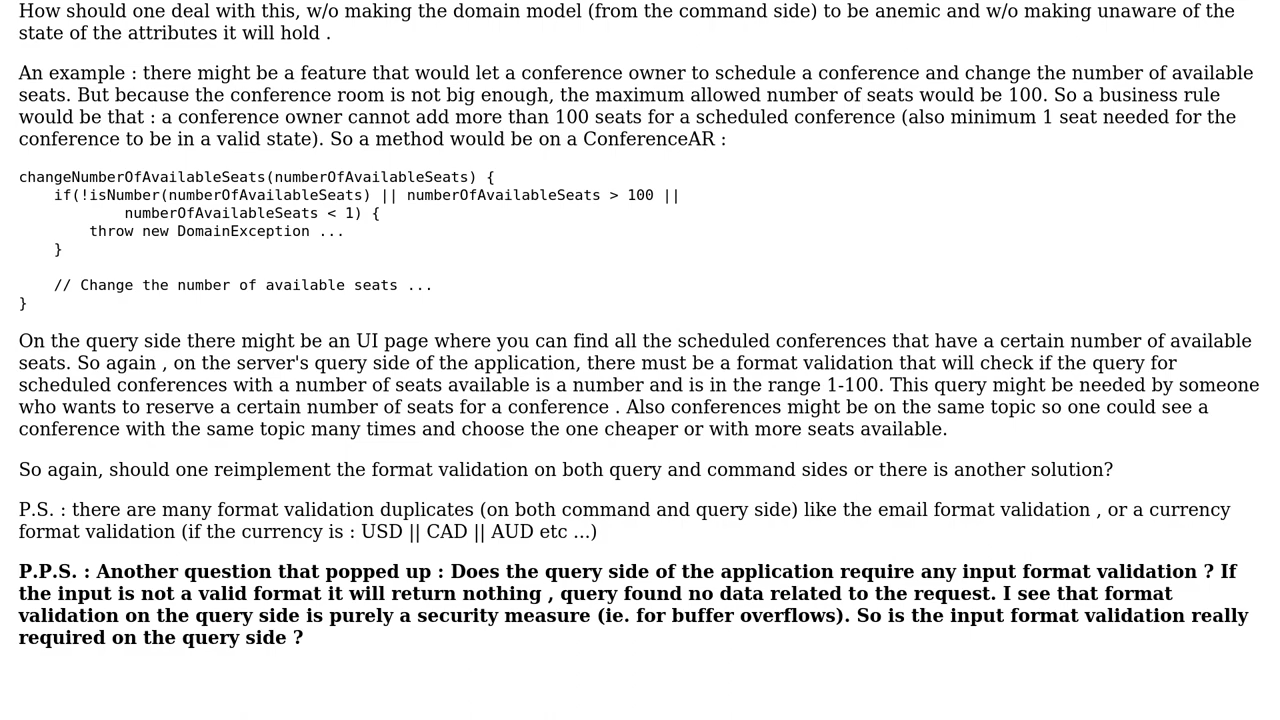 How should one deal with this, w/o making the domain model (from the command side) to be anemic and w/o making unaware of the
state of the attributes it will hold .
An example : there might be a feature that would let a conference owner to schedule a conference and change the number of available
seats. But because the conference room is not big enough, the maximum allowed number of seats would be 100. So a business rule
would be that : a conference owner cannot add more than 100 seats for a scheduled conference (also minimum 1 seat needed for the
conference to be in a valid state). So a method would be on a ConferenceAR :
changeNumberOfAvailableSeats(numberOfAvailableSeats) {
    if(!isNumber(numberOfAvailableSeats) || numberOfAvailableSeats > 100 ||
            numberOfAvailableSeats < 1) {
        throw new DomainException ...
    }
    // Change the number of available seats ...
}
On the query side there might be an UI page where you can find all the scheduled conferences that have a certain number of available
seats. So again , on the server's query side of the application, there must be a format validation that will check if the query for
scheduled conferences with a number of seats available is a number and is in the range 1-100. This query might be needed by someone
who wants to reserve a certain number of seats for a conference . Also conferences might be on the same topic so one could see a
conference with the same topic many times and choose the one cheaper or with more seats available.
So again, should one reimplement the format validation on both query and command sides or there is another solution?
P.S. : there are many format validation duplicates (on both command and query side) like the email format validation , or a currency
format validation (if the currency is : USD || CAD || AUD etc ...)
P.P.S. : Another question that popped up : Does the query side of the application require any input format validation ? If
the input is not a valid format it will return nothing , query found no data related to the request. I see that format
validation on the query side is purely a security measure (ie. for buffer overflows). So is the input format validation really
required on the query side ?